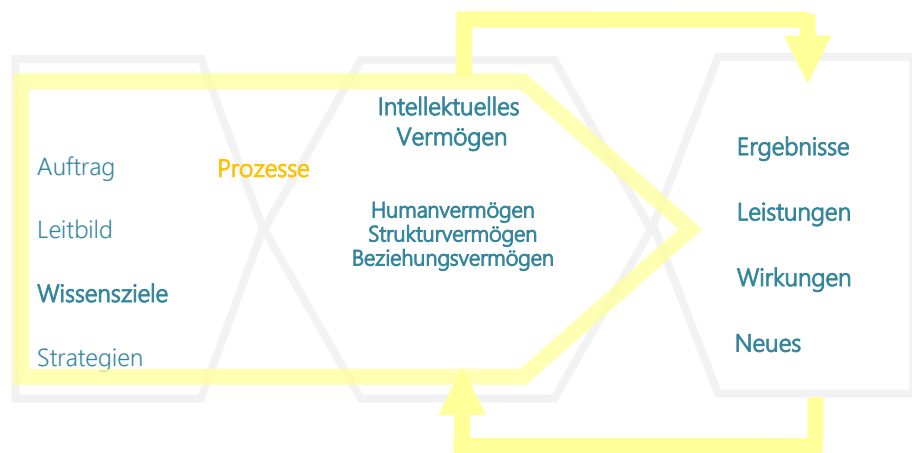 Auftrag
Leitbild
Wissensziele
Strategien
Prozesse
Intellektuelles
Vermögen
Humanvermögen
Strukturvermögen
Beziehungsvermögen
Ergebnisse
Leistungen
Wirkungen
Neues